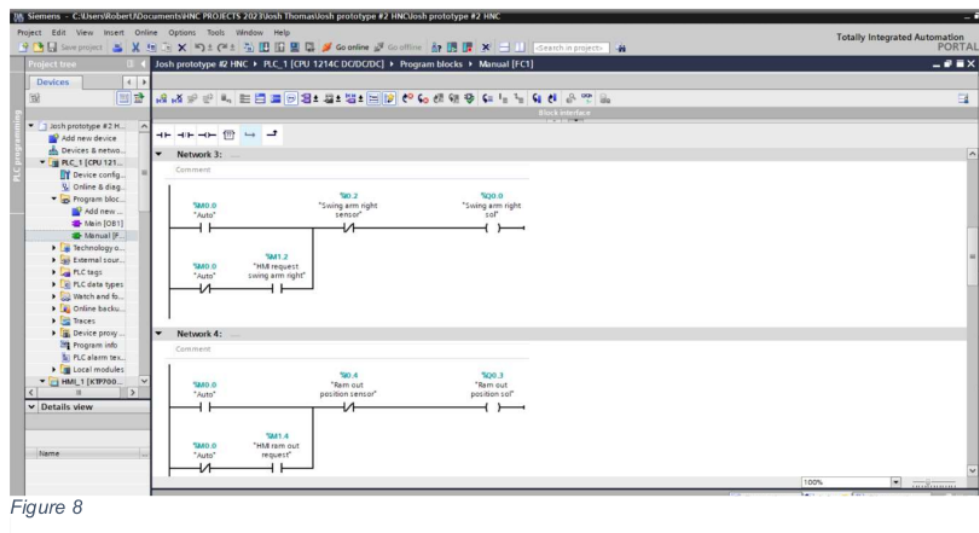 Siemens - C:\Users\Robert\Documents\HNC PROJECTS 2023\Josh Thomas\Josh prototype #2 HNC\Josh prototype #2 HNC
Project Edit View Insert Online Options Tools Window Help
Totally Integrated Automation
PORTAL
Save project
Go online
Go offline
<Search in project>
Project tree
Josh prototype #2 HNC ▸ PLC_1 [CPU 1214C DC/DC/DC] ▸ Program blocks ▸ Manual [FC1]
Devices
Block interface
PLC programming
Josh prototype #2 H...
Add new device
Devices & netwo...
PLC_1 [CPU 121...
Device config...
Online & diag...
Program bloc...
Add new ...
Main [OB1]
Manual [F...
Technology o...
External sour...
PLC tags
PLC data types
Watch and fo...
Online backu...
Traces
Device proxy ...
Program info
PLC alarm tex...
Local modules
HMI_1 [KTP700...
Details view
Name
Network 3: ....
Comment
%M0.0
"Auto"
%I0.2
"Swing arm right
sensor"
%Q0.0
"Swing arm right
sol"
%M0.0
"Auto"
%M1.2
"HMI request
swing arm right"
Network 4: ....
Comment
%M0.0
"Auto"
%I0.4
"Ram out
position sensor"
%Q0.3
"Ram out
position sol"
%M0.0
"Auto"
%M1.4
"HMI ram out
request"
100%
Figure 8